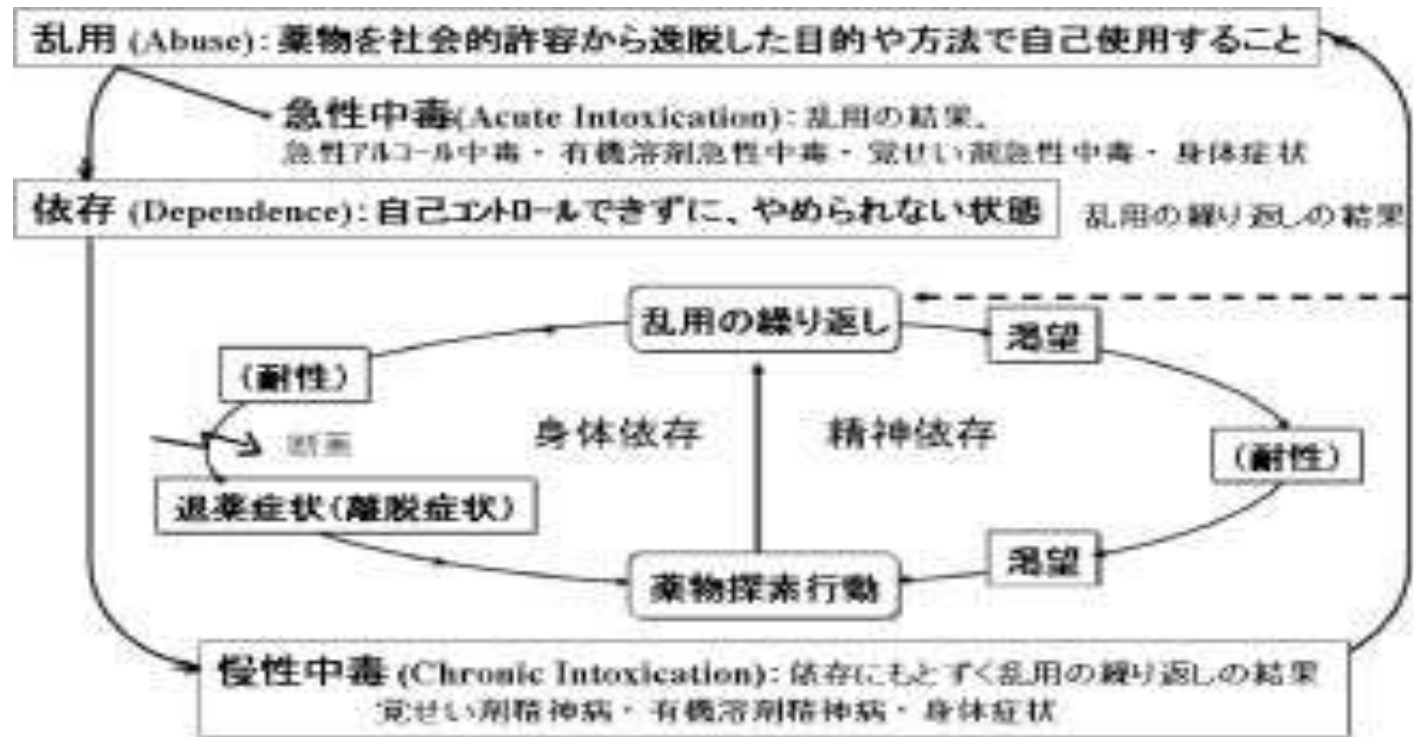 乱用 (Abuse): 薬物を社会的許容から逸脱した目的や方法で自己使用すること
急性中毒(Acute Intoxication): 乱用の結果。
急性アルコール中毒・有機溶剤急性中毒・覚せい剤急性中毒・身体症状
依存 (Dependence): 自己コントロールできずに、やめられない状態
乱用の繰り返しの結果
乱用の繰り返し
渇望
(耐性)
身体依存
精神依存
(耐性)
断薬
退薬症状(離脱症状)
渇望
薬物探索行動
慢性中毒 (Chronic Intoxication): 依存にもとずく乱用の繰り返しの結果
覚せい剤精神病・有機溶剤精神病・身体症状